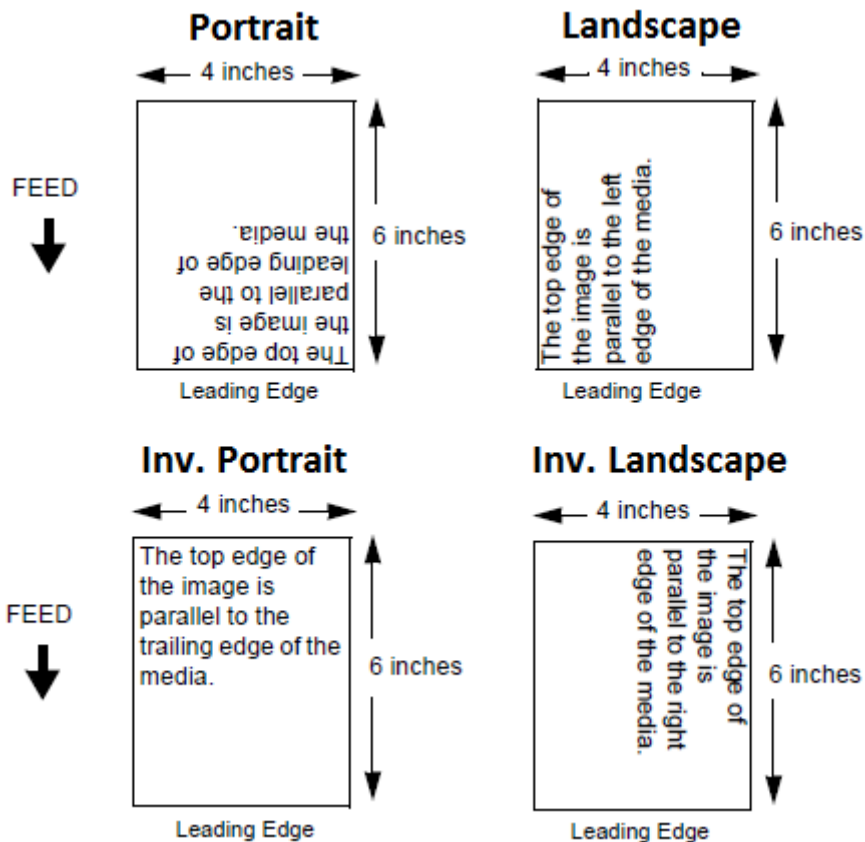 Portrait
4 inches
FEED
6 inches
The top edge of
the image is
parallel to the
leading edge of
the media.
Leading Edge
Landscape
4 inches
6 inches
The top edge of
the image is
parallel to the left
edge of the media.
Leading Edge
Inv. Portrait
4 inches
FEED
The top edge of
the image is
parallel to the
trailing edge of the
media.
6 inches
Leading Edge
Inv. Landscape
4 inches
The top edge of
the image is
parallel to the right
edge of the media.
6 inches
Leading Edge